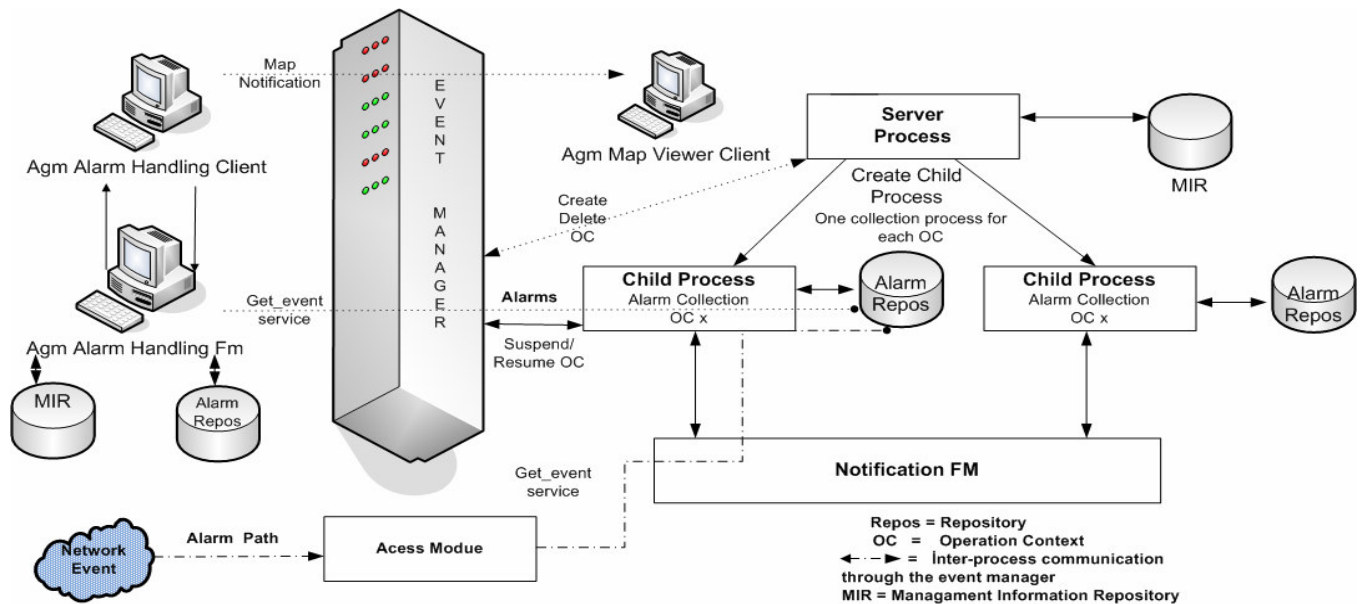 Map
Notification
Agm Alarm Handling Client
EVENT MANAGER
Agm Map Viewer Client
Server
Process
MIR
Create Child
Process
One collection process for
each OC
Create
Delete
OC
Get_event
service
Alarms
Suspend/
Resume OC
Child Process
Alarm Collection
OC x
Alarm
Repos
Child Process
Alarm Collection
OC x
Alarm
Repos
Agm Alarm Handling Fm
MIR
Alarm
Repos
Get_event
service
Notification FM
Network
Event
Alarm Path
Acess Modue
Repos = Repository
OC = Operation Context
= İnter-process communication
through the event manager
MIR = Managament Information Repository